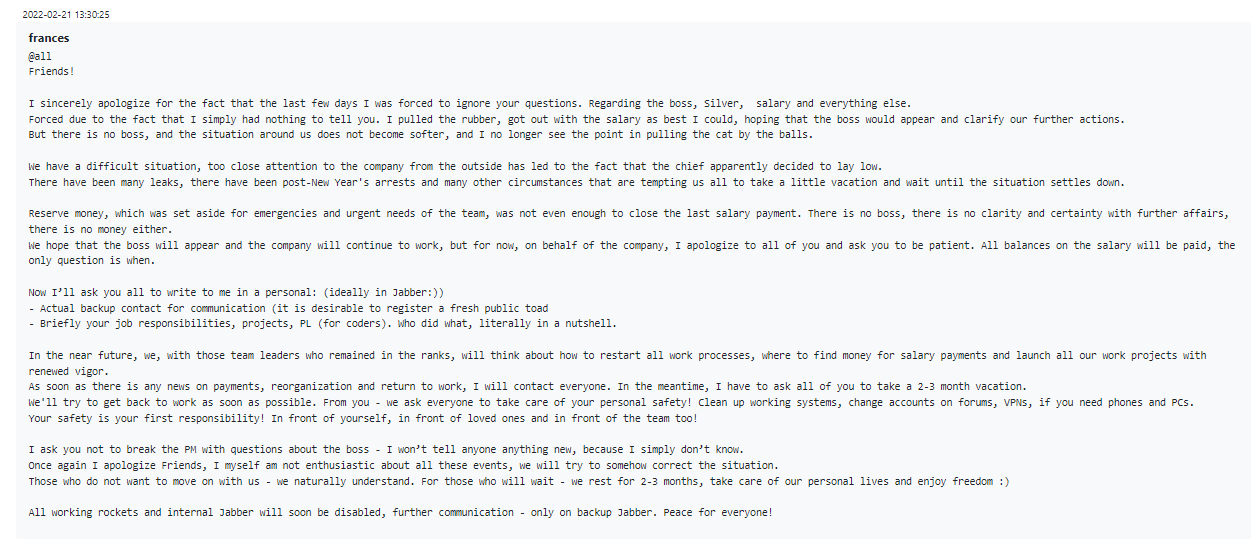 2022-02-21 13:30:25
frances
@all
Friends!
I sincerely apologize for the fact that the last few days I was forced to ignore your questions. Regarding the boss, Silver,  salary and everything else.
Forced due to the fact that I simply had nothing to tell you. I pulled the rubber, got out with the salary as best I could, hoping that the boss would appear and clarify our further actions.
But there is no boss, and the situation around us does not become softer, and I no longer see the point in pulling the cat by the balls.
We have a difficult situation, too close attention to the company from the outside has led to the fact that the chief apparently decided to lay low.
There have been many leaks, there have been post-New Year's arrests and many other circumstances that are tempting us all to take a little vacation and wait until the situation settles down.
Reserve money, which was set aside for emergencies and urgent needs of the team, was not even enough to close the last salary payment. There is no boss, there is no clarity and certainty with further affairs,
there is no money either.
We hope that the boss will appear and the company will continue to work, but for now, on behalf of the company, I apologize to all of you and ask you to be patient. All balances on the salary will be paid, the
only question is when.
Now I’ll ask you all to write to me in a personal: (ideally in Jabber:))
- Actual backup contact for communication (it is desirable to register a fresh public toad
- Briefly your job responsibilities, projects, PL (for coders). Who did what, literally in a nutshell.
In the near future, we, with those team leaders who remained in the ranks, will think about how to restart all work processes, where to find money for salary payments and launch all our work projects with
renewed vigor.
As soon as there is any news on payments, reorganization and return to work, I will contact everyone. In the meantime, I have to ask all of you to take a 2-3 month vacation.
We'll try to get back to work as soon as possible. From you - we ask everyone to take care of your personal safety! Clean up working systems, change accounts on forums, VPNs, if you need phones and PCs.
Your safety is your first responsibility! In front of yourself, in front of loved ones and in front of the team too!
I ask you not to break the PM with questions about the boss - I won’t tell anyone anything new, because I simply don’t know.
Once again I apologize Friends, I myself am not enthusiastic about all these events, we will try to somehow correct the situation.
Those who do not want to move on with us - we naturally understand. For those who will wait - we rest for 2-3 months, take care of our personal lives and enjoy freedom :)
All working rockets and internal Jabber will soon be disabled, further communication - only on backup Jabber. Peace for everyone!